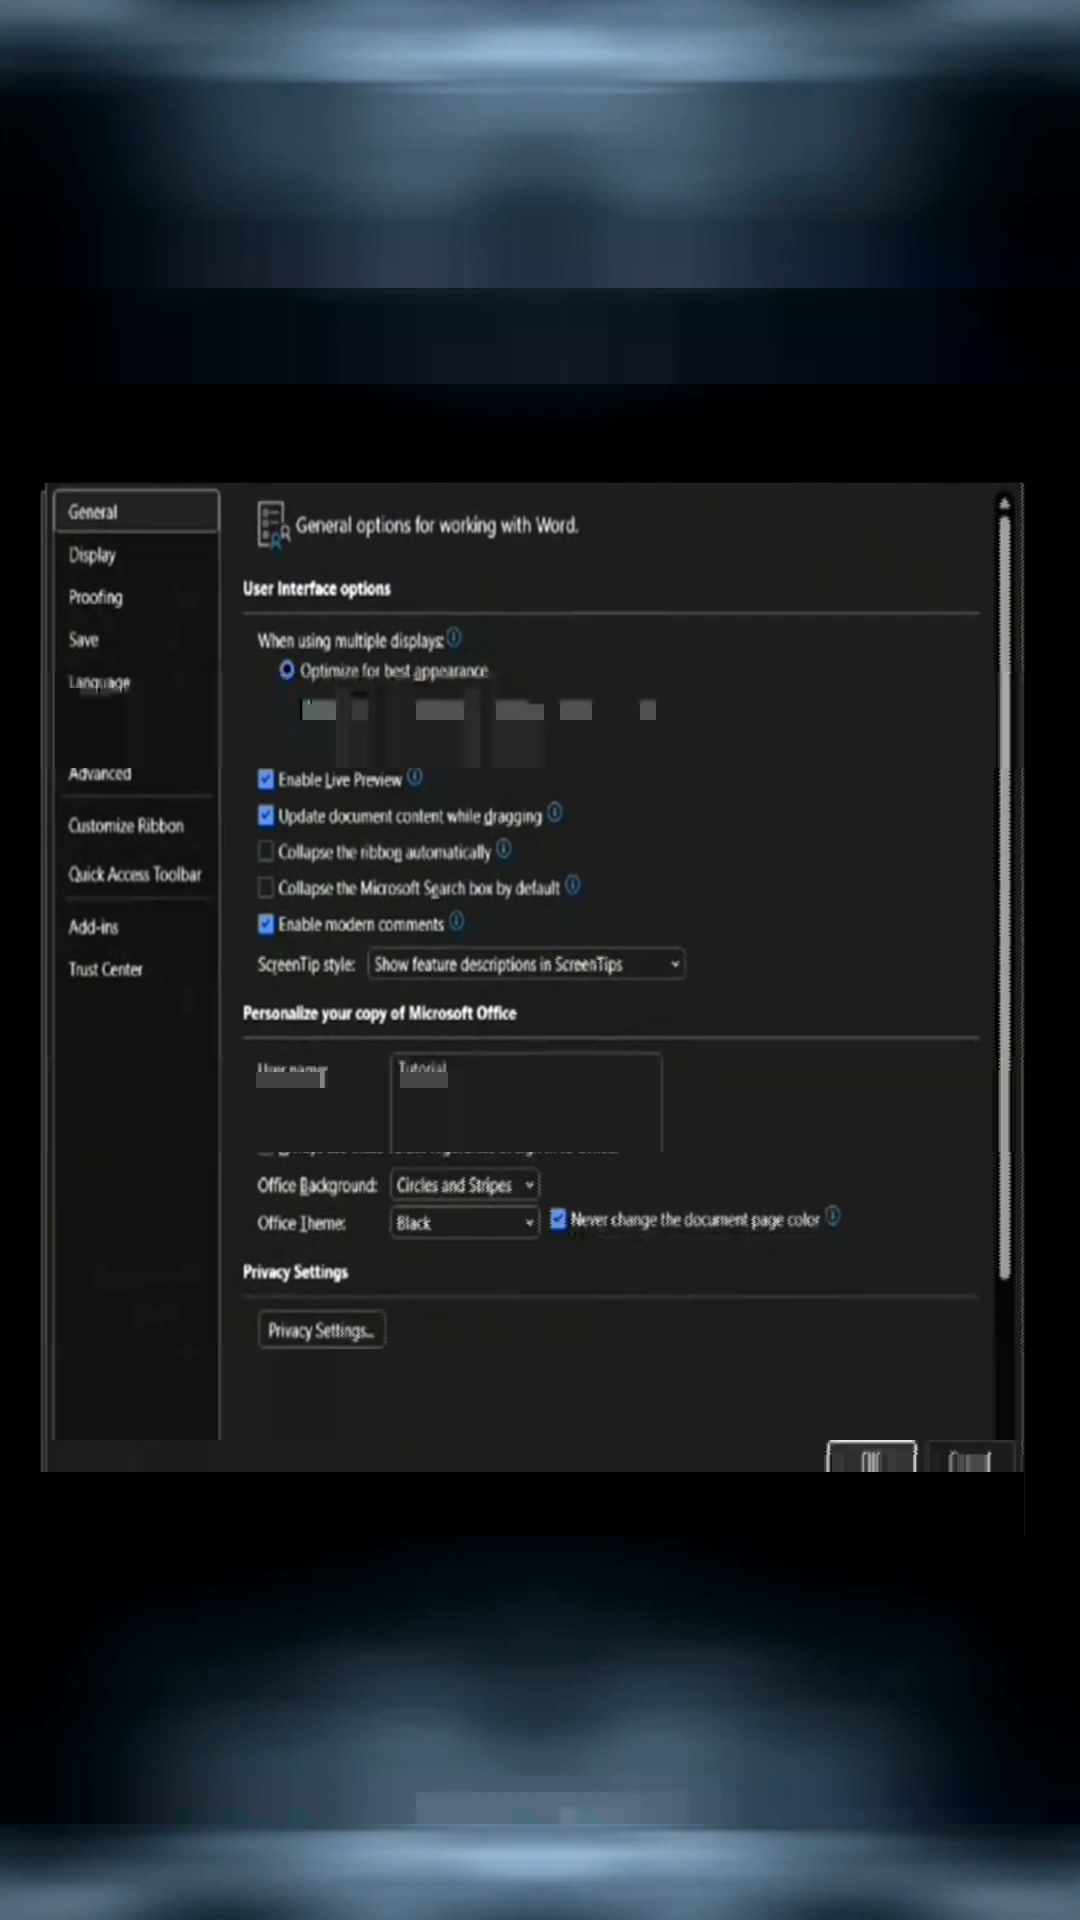 General
Display
Proofing
Save
Language
Advanced
Customize Ribbon
Quick Access Toolbar
Add-ins
Trust Center
General options for working with Word.
User Interface options
When using multiple displays:
Optimize for best appearance
Enable Live Preview
Update document content while dragging
Collapse the ribbon automatically
Collapse the Microsoft Search box by default
Enable modern comments
ScreenTip style: Show feature descriptions in ScreenTips
Personalize your copy of Microsoft Office
User name: Tutorial
Office Background: Circles and Stripes
Office Theme: Black Never change the document page color
Privacy Settings
Privacy Settings...